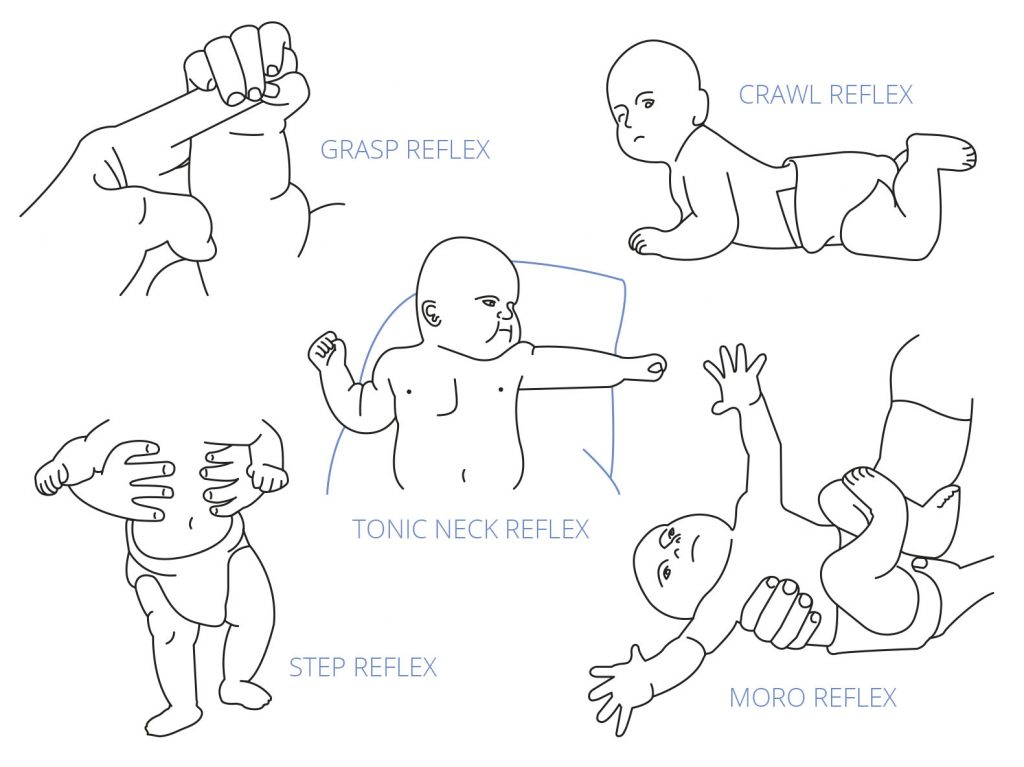 CRAWL REFLEX
GRASP REFLEX
TONIC NECK REFLEX
STEP REFLEX
MORO REFLEX